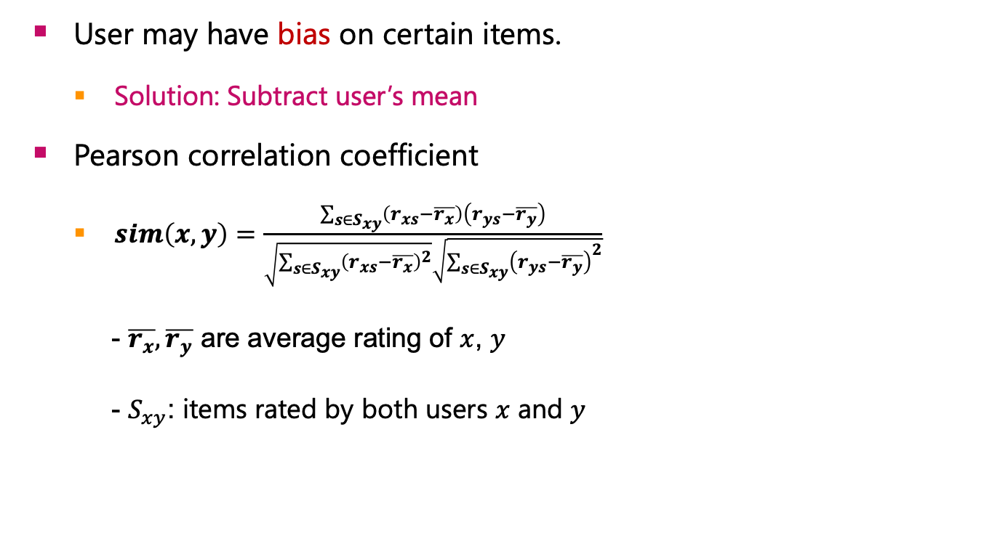 ▪ User may have bias on certain items.
▪ Solution: Subtract user's mean
▪ Pearson correlation coefficient
▪ $\boldsymbol{sim(x, y) = \frac{\sum_{s \in S_{xy}} (r_{xs} - \overline{r_x})(r_{ys} - \overline{r_y})}{\sqrt{\sum_{s \in S_{xy}} (r_{xs} - \overline{r_x})^2} \sqrt{\sum_{s \in S_{xy}} (r_{ys} - \overline{r_y})^2}}}$
- $\overline{r_x}, \overline{r_y}$ are average rating of $x$, $y$
- $S_{xy}$: items rated by both users $x$ and $y$